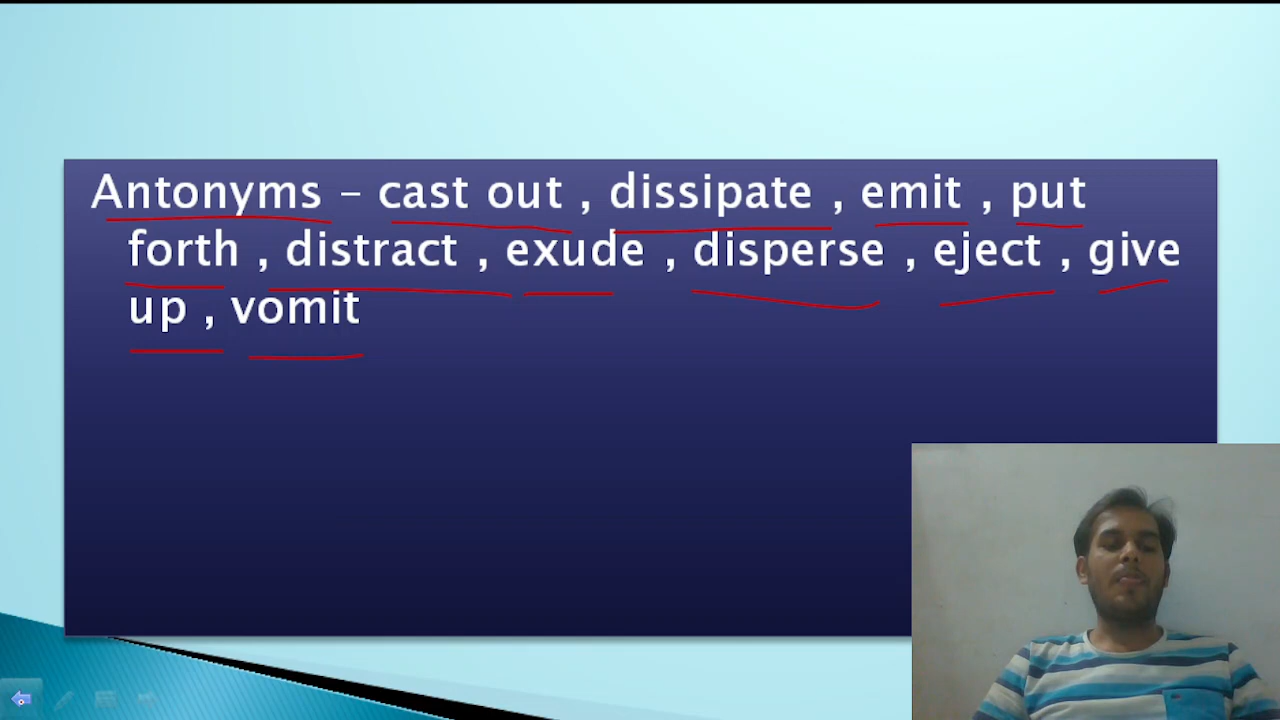 Antonyms – cast out , dissipate , emit , put
forth , distract , exude , disperse , eject , give
up , vomit